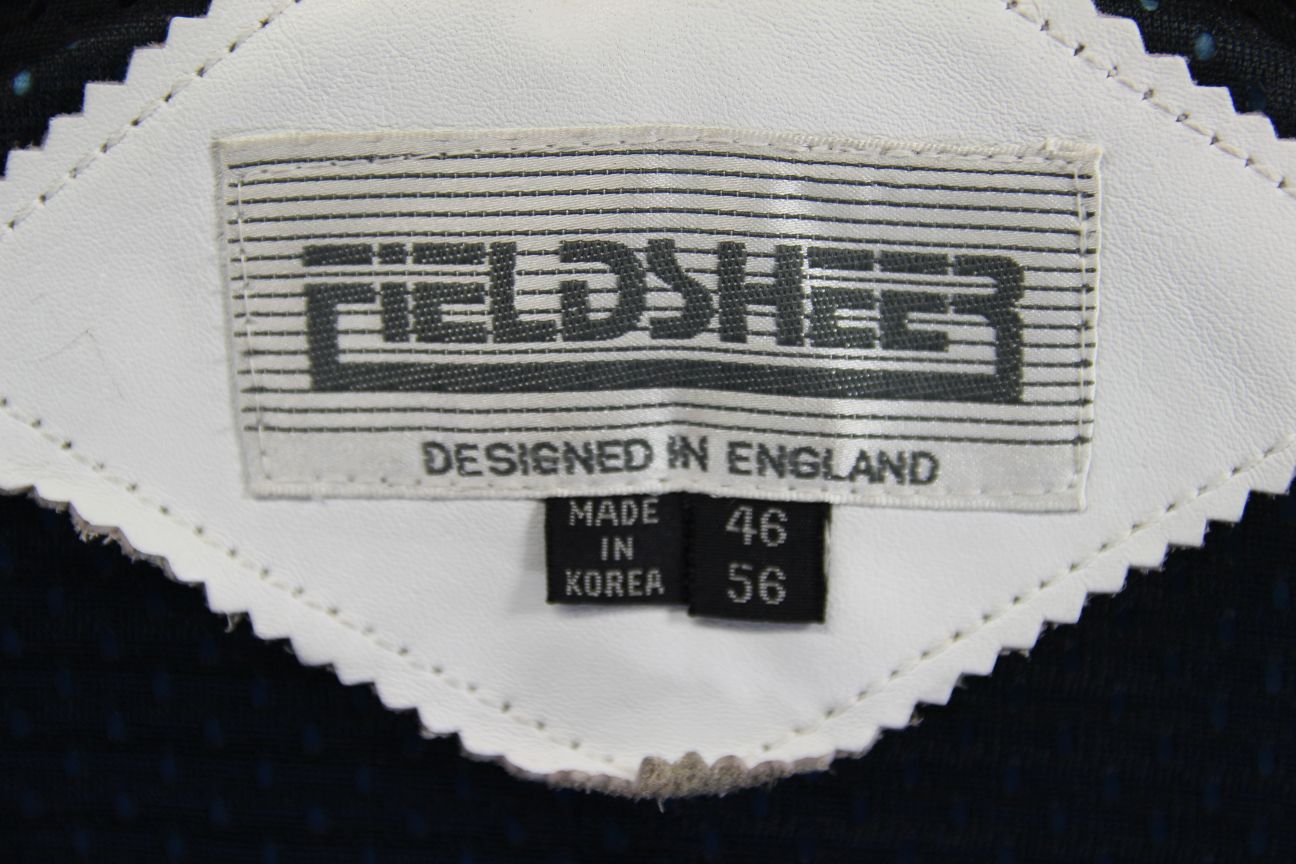 FIELDSHEER
DESIGNED IN ENGLAND
MADE
IN
KOREA
46
56